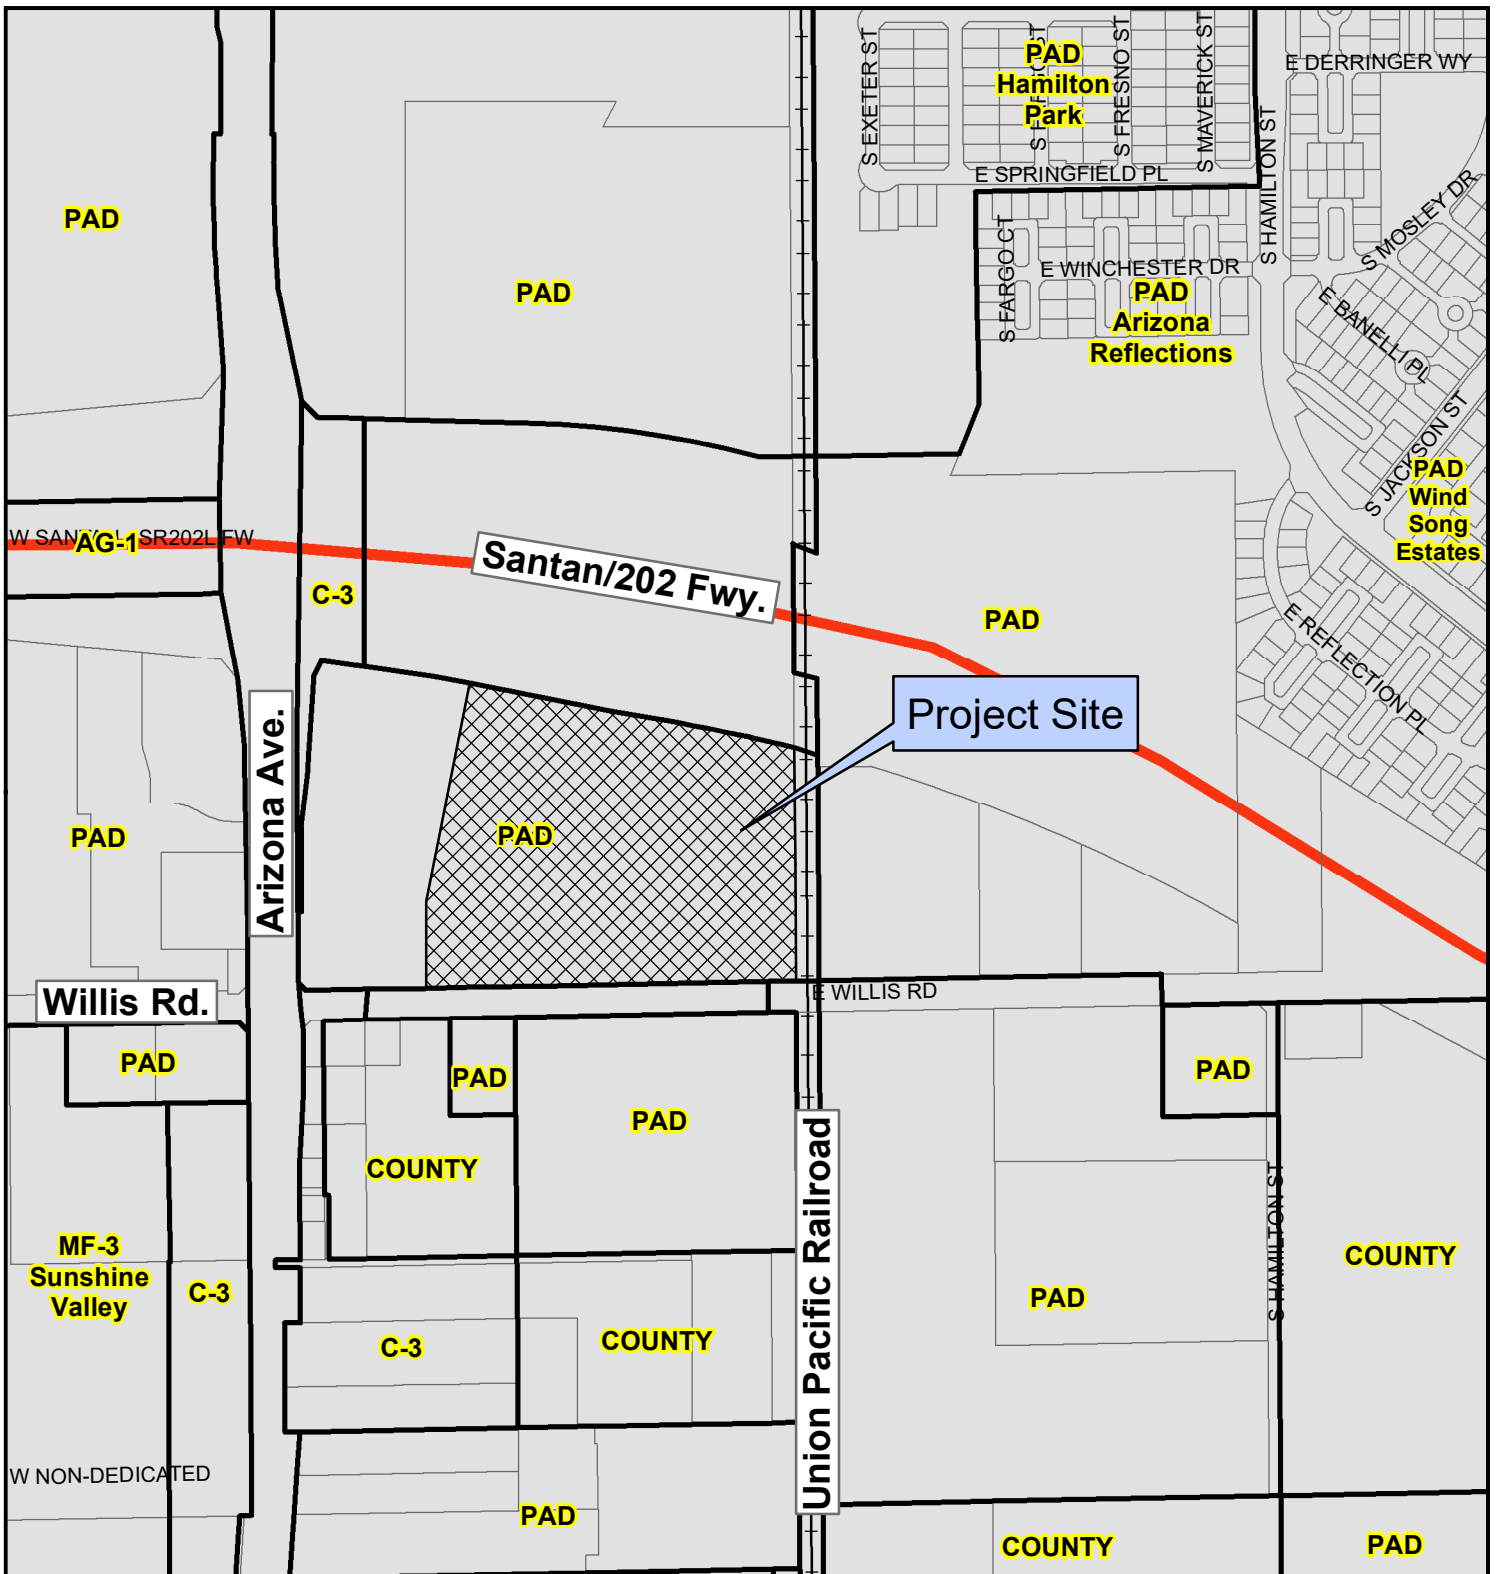 S EXETER ST
PAD
Hamilton
Park
S FRESNO ST
S MAVERICK ST
E DERRINGER WY
E SPRINGFIELD PL
S HAMILTON ST
S MOSLEY DR
PAD
PAD
S FARGO CT
E WINCHESTER DR
PAD
Arizona
Reflections
E BANELLI PL
S JACKSON ST
PAD
Wind
Song
Estates
SR202L FW
AG-1
Santan/202 Fwy.
C-3
PAD
E REFLECTION PL
Project Site
Arizona Ave.
PAD
PAD
Willis Rd.
E WILLIS RD
PAD
PAD
PAD
PAD
COUNTY
Union Pacific Railroad
S HAMILTON ST
MF-3
Sunshine
Valley
C-3
C-3
COUNTY
PAD
COUNTY
W NON-DEDICATED
PAD
COUNTY
PAD